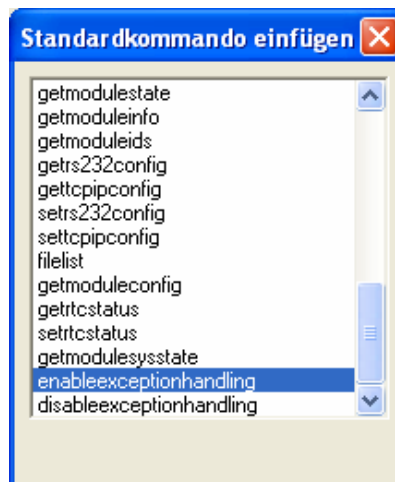 Standardkommando einfügen
getmodulestate
getmoduleinfo
getmoduleids
getrs232config
gettcpipconfig
setrs232config
settcpipconfig
filelist
getmoduleconfig
getrtcstatus
setrtcstatus
getmodulesysstate
enableexceptionhandling
disableexceptionhandling